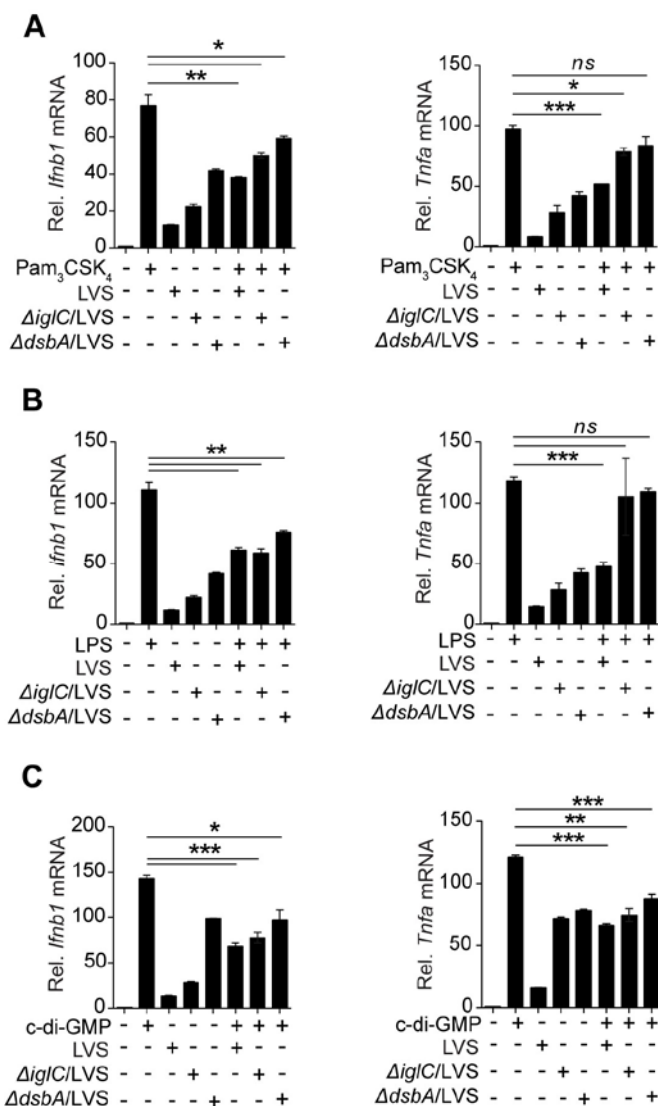 A
Rel. Ifnb1 mRNA
100
80
60
40
20
0
*
**
Pam3CSK4 - + - - - + + +
LVS - - + - - + - -
ΔiglC/LVS - - - + - - + -
ΔdsbA/LVS - - - - + - - +
Rel. Tnfa mRNA
150
100
50
0
ns
*
***
Pam3CSK4 - + - - - + + +
LVS - - + - - + - -
ΔiglC/LVS - - - + - - + -
ΔdsbA/LVS - - - - + - - +
B
Rel. ifnb1 mRNA
150
100
50
0
**
LPS - + - - - + + +
LVS - - + - - + - -
ΔiglC/LVS - - - + - - + -
ΔdsbA/LVS - - - - + - - +
Rel. Tnfa mRNA
150
100
50
0
ns
***
LPS - + - - - + + +
LVS - - + - - + - -
ΔiglC/LVS - - - + - - + -
ΔdsbA/LVS - - - - + - - +
C
Rel. Ifnb1 mRNA
200
150
100
50
0
*
***
c-di-GMP - + - - - + + +
LVS - - + - - + - -
ΔiglC/LVS - - - + - - + -
ΔdsbA/LVS - - - - + - - +
Rel. Tnfa mRNA
150
100
50
0
***
**
***
c-di-GMP - + - - - + + +
LVS - - + - - + - -
ΔiglC/LVS - - - + - - + -
ΔdsbA/LVS - - - - + - - +